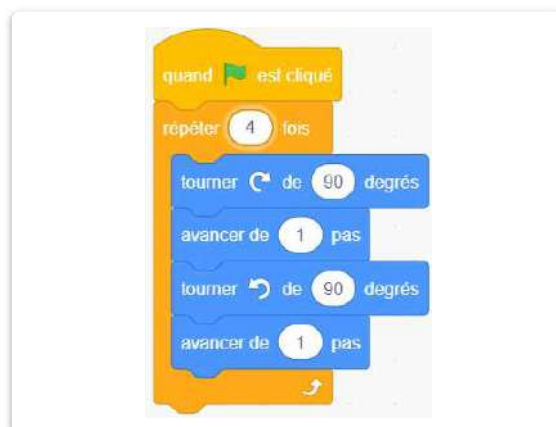 quand est cliqué
répéter 4 fois
tourner de 90 degrés
avancer de 1 pas
tourner de 90 degrés
avancer de 1 pas